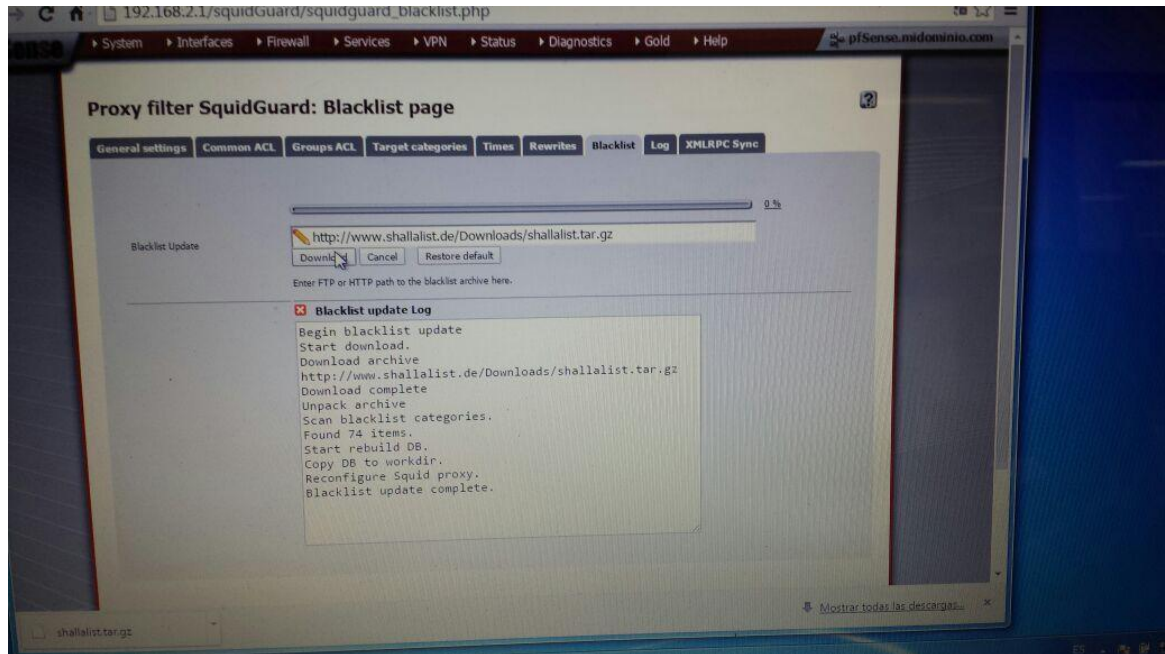 192.168.2.1/squidGuard/squidguard_blacklist.php
System Interfaces Firewall Services VPN Status Diagnostics Gold Help pfSense.midominio.com
Proxy filter SquidGuard: Blacklist page
General settings Common ACL Groups ACL Target categories Times Rewrites Blacklist Log XMLRPC Sync
0 %
Blacklist Update
http://www.shallalist.de/Downloads/shallalist.tar.gz
Download Cancel Restore default
Enter FTP or HTTP path to the blacklist archive here.
Blacklist update Log
Begin blacklist update
Start download.
Download archive
http://www.shallalist.de/Downloads/shallalist.tar.gz
Download complete
Unpack archive
Scan blacklist categories.
Found 74 items.
Start rebuild DB.
Copy DB to workdir.
Reconfigure Squid proxy.
Blacklist update complete.
Mostrar todas las descargas...
shallalist.tar.gz
ES